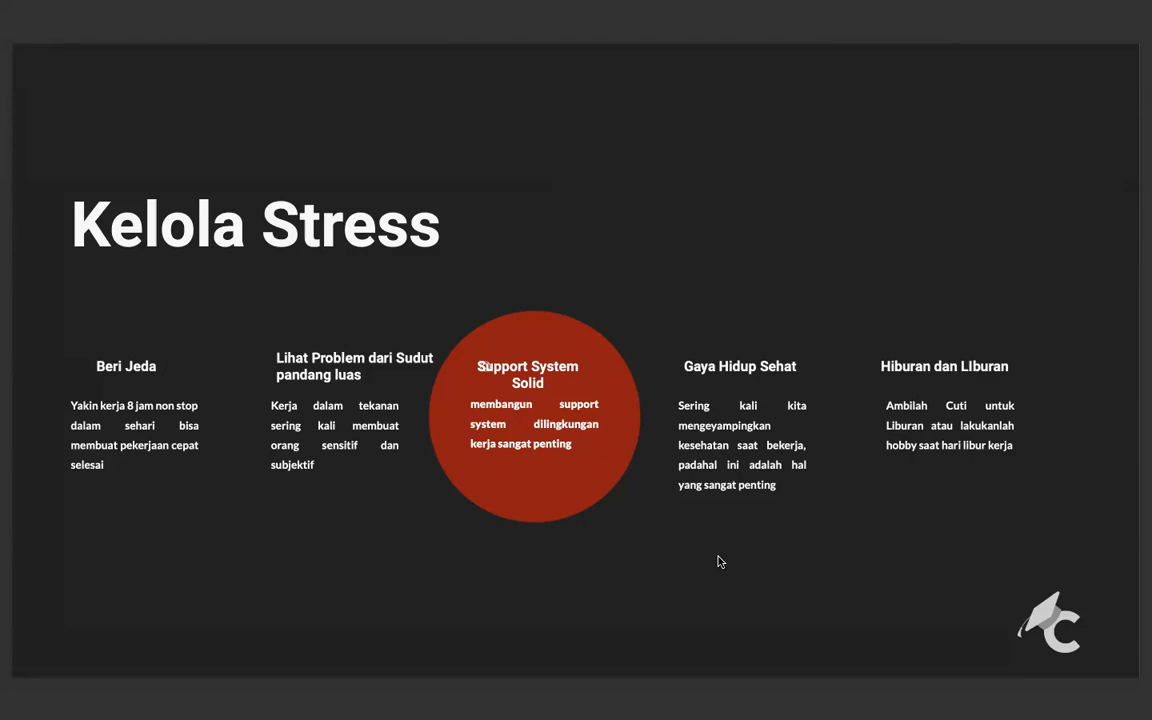 Kelola Stress
Beri Jeda
Yakin kerja 8 jam non stop
dalam sehari bisa
membuat pekerjaan cepat
selesai
Lihat Problem dari Sudut
pandang luas
Kerja dalam tekanan
sering kali membuat
orang sensitif dan
subjektif
Support System
Solid
membangun support
system dilingkungan
kerja sangat penting
Gaya Hidup Sehat
Sering kali kita
mengeyampingkan
kesehatan saat bekerja,
padahal ini adalah hal
yang sangat penting
Hiburan dan LIburan
Ambilah Cuti untuk
Liburan atau lakukanlah
hobby saat hari libur kerja
C